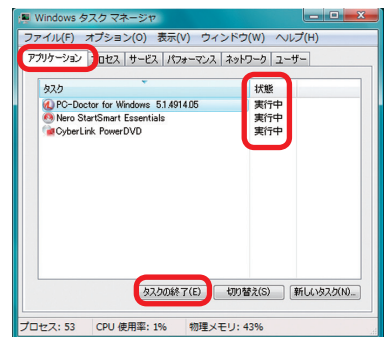 Windows タスク マネージャ
ファイル(F) オプション(O) 表示(V) ウィンドウ(W) ヘルプ(H)
アプリケーション プロセス サービス パフォーマンス ネットワーク ユーザー
タスク 状態
PC-Doctor for Windows 5.1.4914.05 実行中
Nero StartSmart Essentials 実行中
CyberLink PowerDVD 実行中
タスクの終了(E) 切り替え(S) 新しいタスク(N)...
プロセス: 53 CPU 使用率: 1% 物理メモリ: 43%